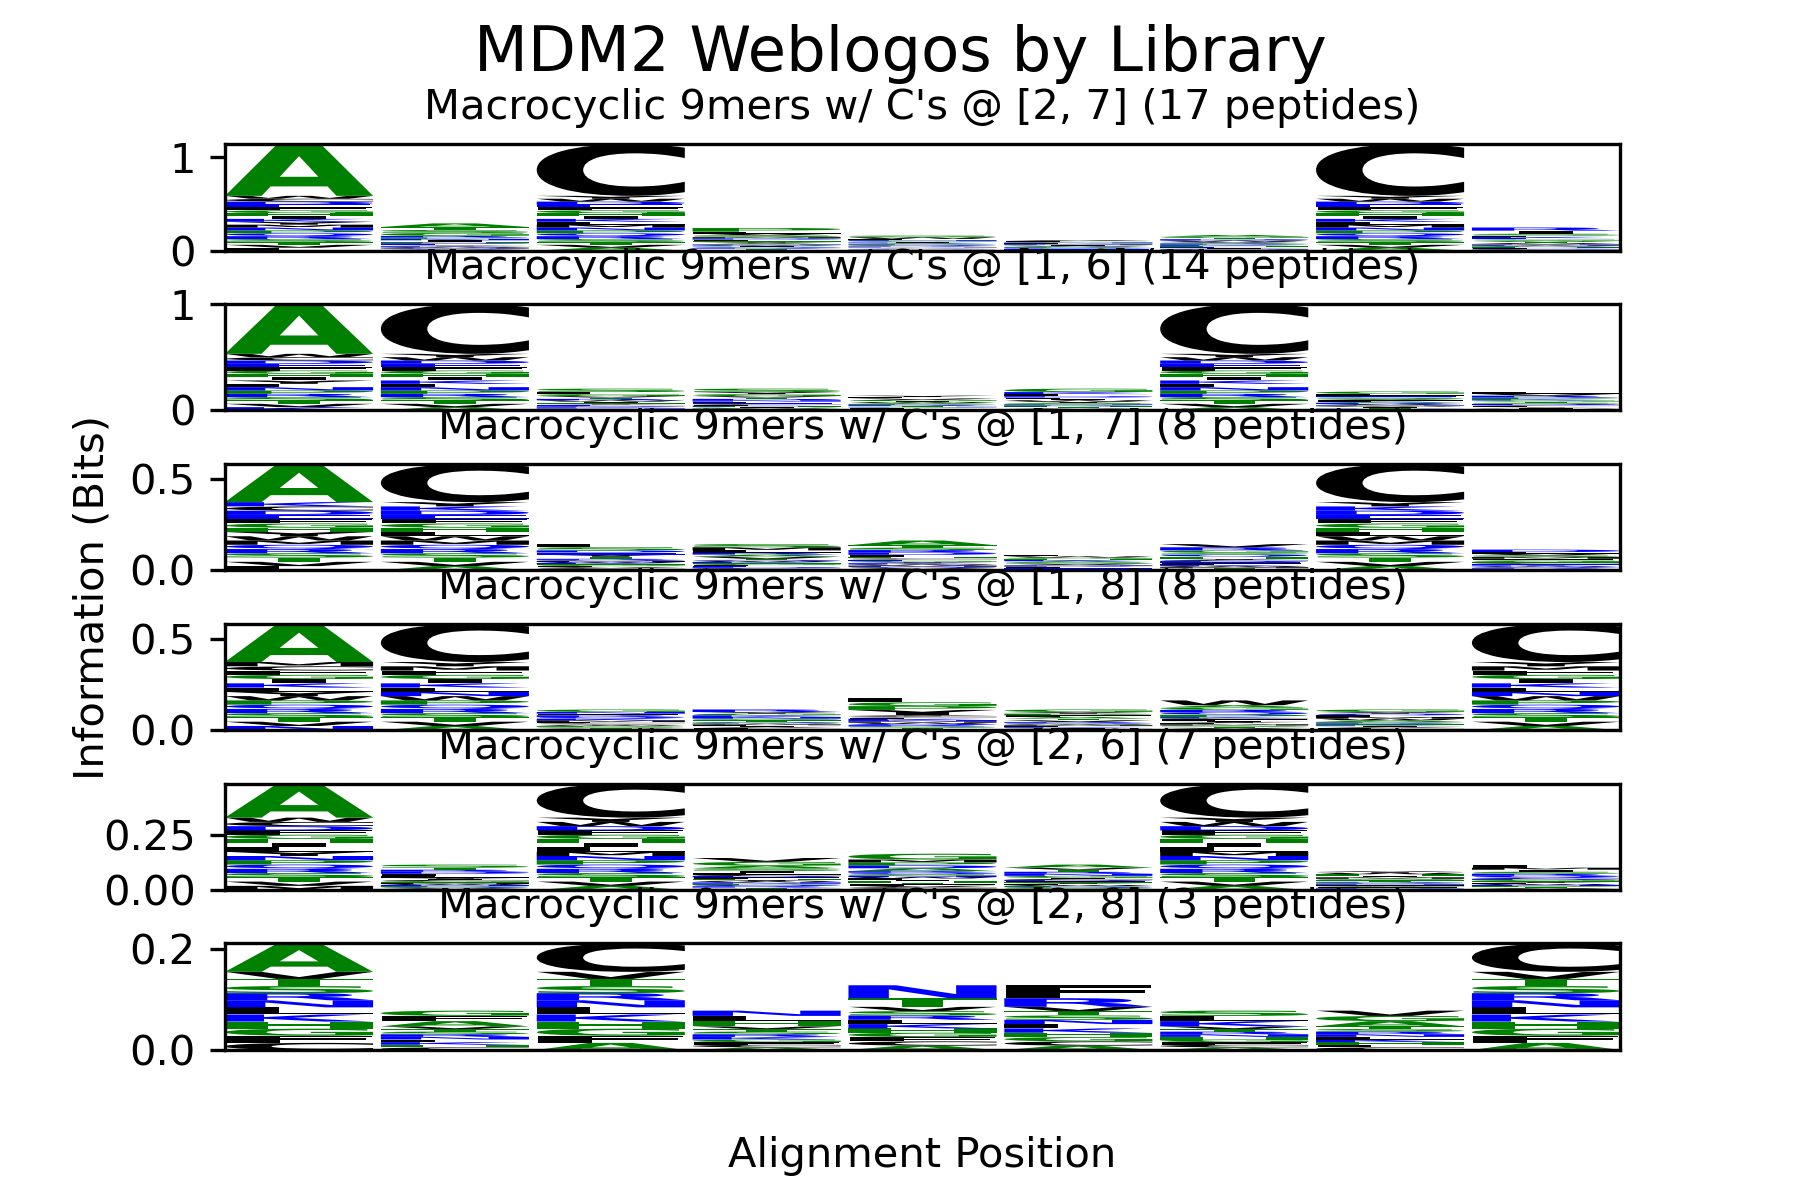 MDM2 Weblogos by Library
Macrocyclic 9mers w/ C's @ [2, 7] (17 peptides)
1
A C C
0
Macrocyclic 9mers w/ C's @ [1, 6] (14 peptides)
1
A C C
0
Macrocyclic 9mers w/ C's @ [1, 7] (8 peptides)
0.5
A C C
0.0
Macrocyclic 9mers w/ C's @ [1, 8] (8 peptides)
0.5
A C C
0.0
Macrocyclic 9mers w/ C's @ [2, 6] (7 peptides)
A C C
0.25
0.00
Macrocyclic 9mers w/ C's @ [2, 8] (3 peptides)
0.2
A C C
0.0
Information (Bits)
Alignment Position